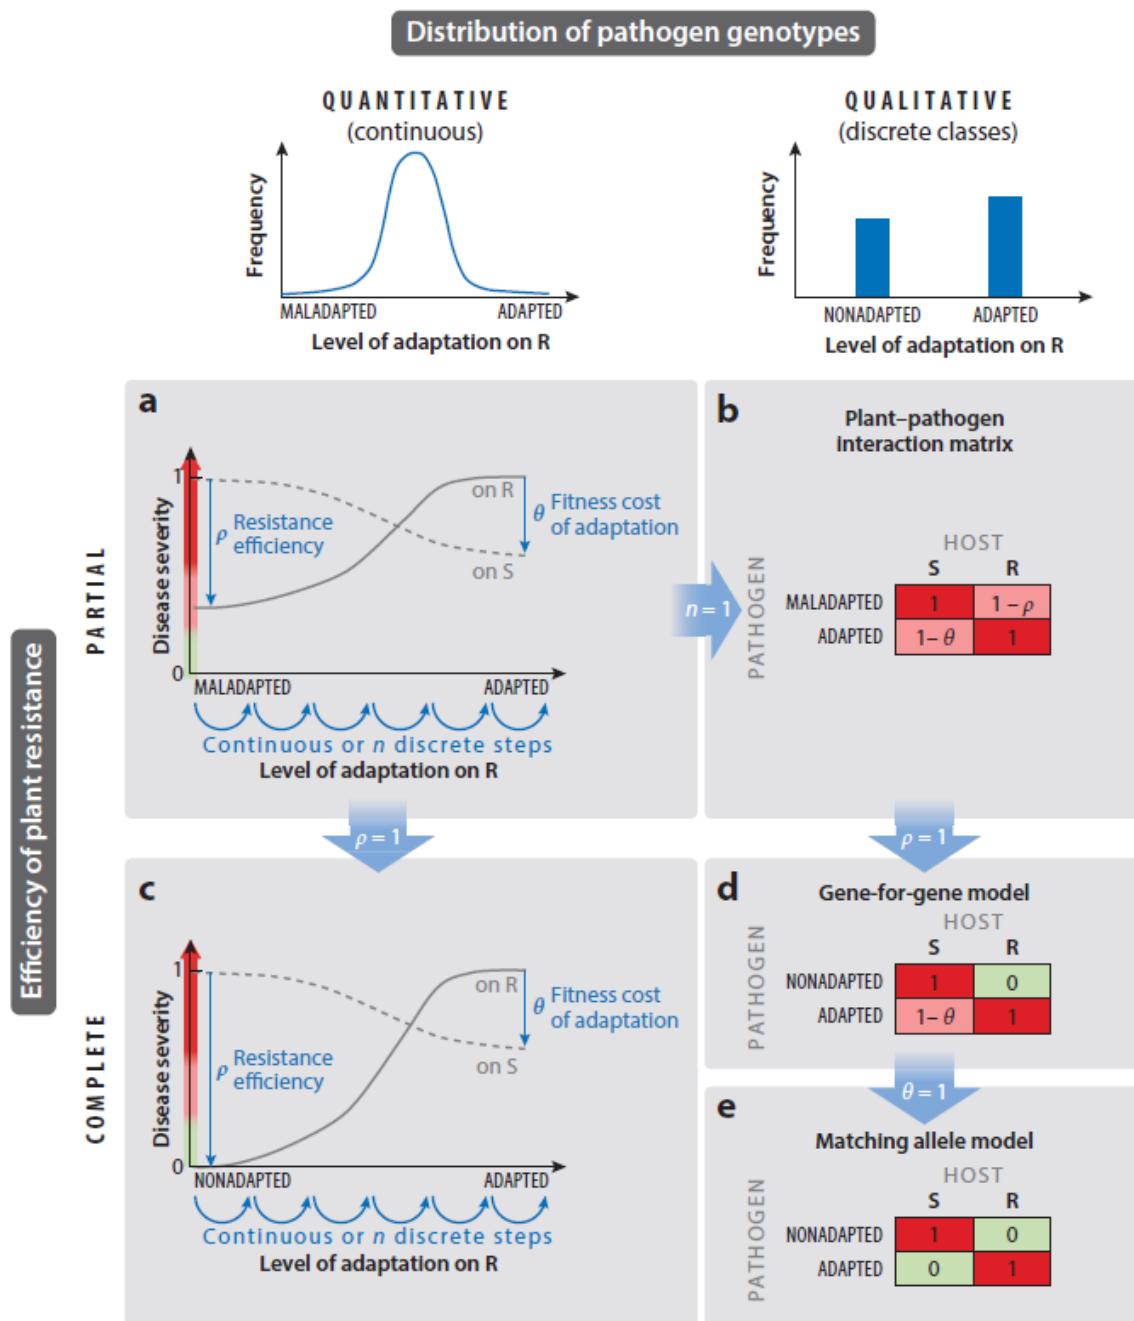 Distribution of pathogen genotypes
QUANTITATIVE
(continuous)
Frequency
MALADAPTED
ADAPTED
Level of adaptation on R
QUALITATIVE
(discrete classes)
Frequency
NONADAPTED
ADAPTED
Level of adaptation on R
Efficiency of plant resistance
PARTIAL
a
Disease severity
1
0
ρ Resistance
efficiency
on R
on S
θ Fitness cost
of adaptation
MALADAPTED
ADAPTED
Continuous or n discrete steps
Level of adaptation on R
n = 1
b
Plant–pathogen
interaction matrix
HOST
S R
PATHOGEN
MALADAPTED 1 1 – ρ
ADAPTED 1– θ 1
ρ = 1
ρ = 1
COMPLETE
c
Disease severity
1
0
ρ Resistance
efficiency
on R
on S
θ Fitness cost
of adaptation
NONADAPTED
ADAPTED
Continuous or n discrete steps
Level of adaptation on R
d
Gene-for-gene model
HOST
S R
PATHOGEN
NONADAPTED 1 0
ADAPTED 1– θ 1
θ = 1
e
Matching allele model
HOST
S R
PATHOGEN
NONADAPTED 1 0
ADAPTED 0 1